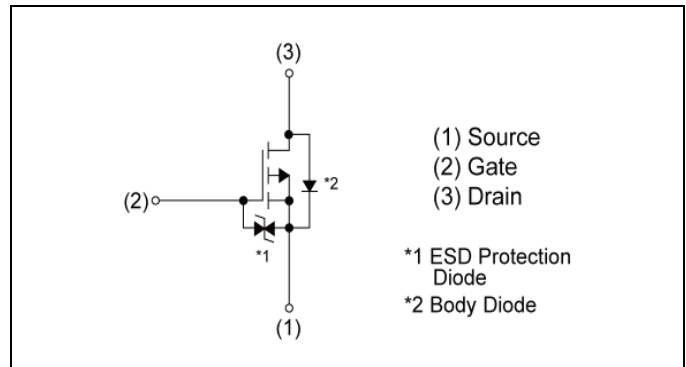 (3)
(1) Source
(2) Gate
(3) Drain
*2
(2)
*1
*1 ESD Protection
Diode
*2 Body Diode
(1)